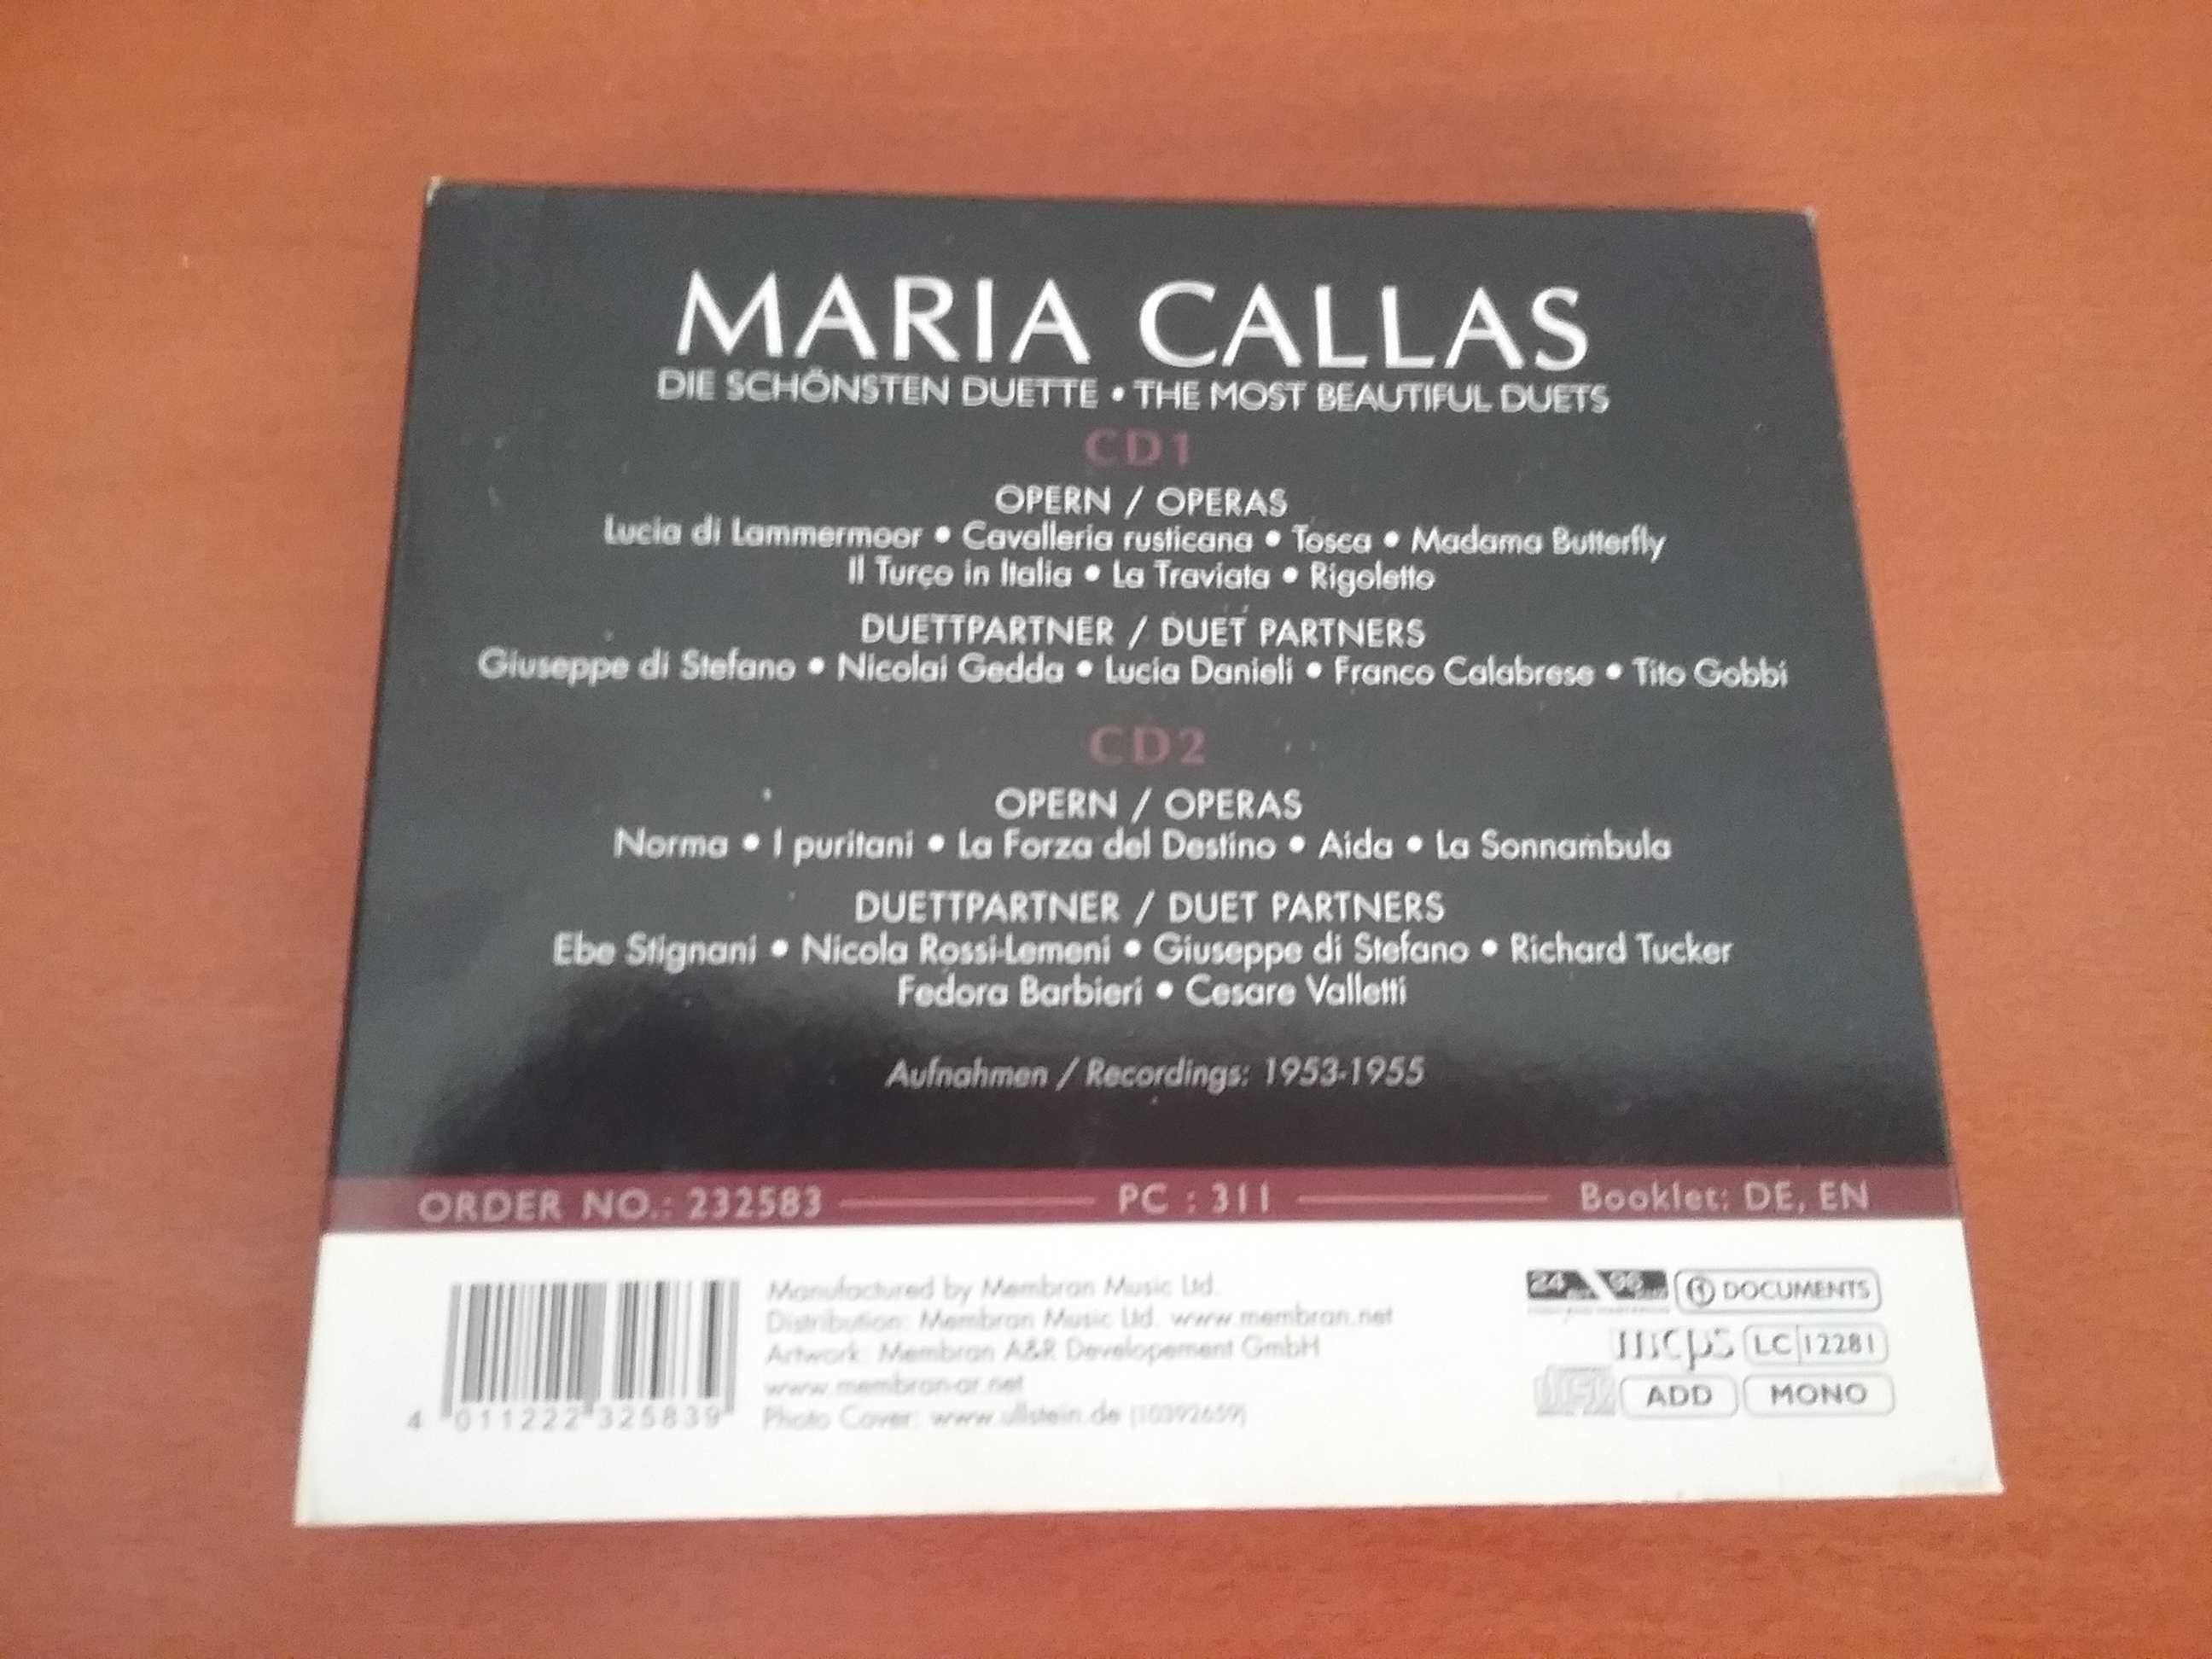 MARIA CALLAS
DIE SCHÖNSTEN DUETTE • THE MOST BEAUTIFUL DUETS
CD1
OPERN / OPERAS
Lucia di Lammermoor • Cavalleria rusticana • Tosca • Madama Butterfly
Il Turco in Italia • La Traviata • Rigoletto
DUETTPARTNER / DUET PARTNERS
Giuseppe di Stefano • Nicolai Gedda • Lucia Danieli • Franco Calabrese • Tito Gobbi
CD2
OPERN / OPERAS
Norma • I puritani • La Forza del Destino • Aida • La Sonnambula
DUETTPARTNER / DUET PARTNERS
Ebe Stignani • Nicola Rossi-Lemeni • Giuseppe di Stefano • Richard Tucker
Fedora Barbieri • Cesare Valletti
Aufnahmen / Recordings: 1953-1955
ORDER NO.: 232583 PC : 311 Booklet: DE, EN
4 011222 325839
Manufactured by Membran Music Ltd.
Distribution: Membran Music Ltd. www.membran.net
Artwork: Membran A&R Developement GmbH
www.membran-ar.net
Photo Cover: www.ullstein.de (10392659)
24 96
DOCUMENTS
mcps LC 12281
ADD MONO